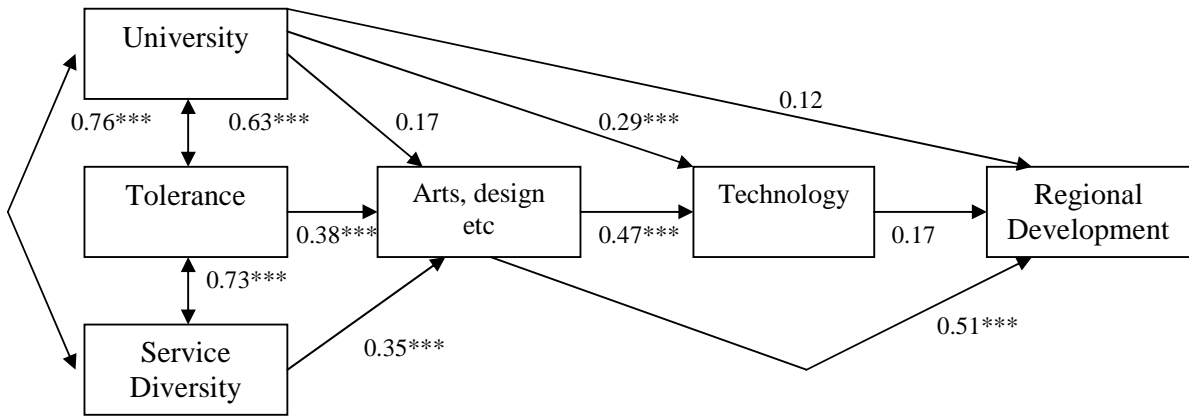 University
0.12
0.76***
0.63***
0.17
0.29***
Tolerance
Arts, design
etc
Technology
Regional
Development
0.38***
0.47***
0.17
0.73***
0.51***
Service
Diversity
0.35***